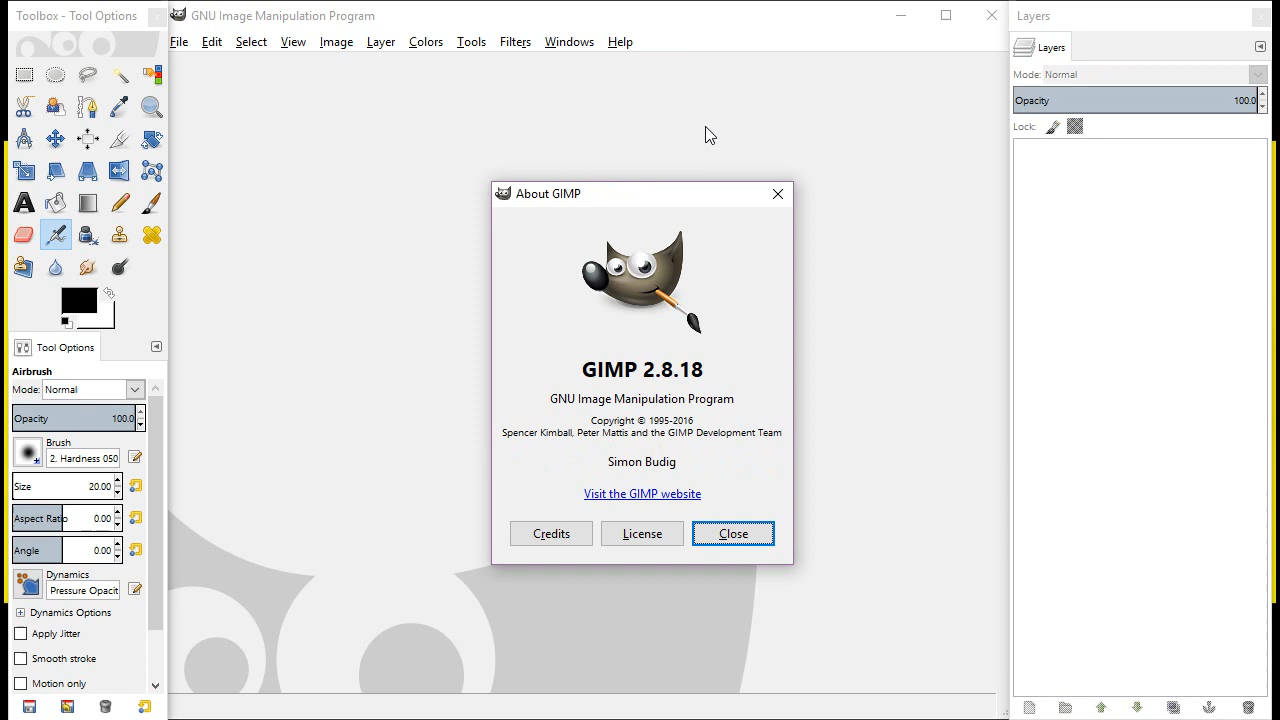 Toolbox - Tool Options
GNU Image Manipulation Program
File Edit Select View Image Layer Colors Tools Filters Windows Help
Tool Options
Airbrush
Mode: Normal
Opacity 100.0
Brush
2. Hardness 050
Size 20.00
Aspect Ratio 0.00
Angle 0.00
Dynamics
Pressure Opacit
Dynamics Options
Apply Jitter
Smooth stroke
Motion only
About GIMP
GIMP 2.8.18
GNU Image Manipulation Program
Copyright © 1995-2016
Spencer Kimball, Peter Mattis and the GIMP Development Team
Simon Budig
Visit the GIMP website
Credits License Close
Layers
Layers
Mode: Normal
Opacity 100.0
Lock: